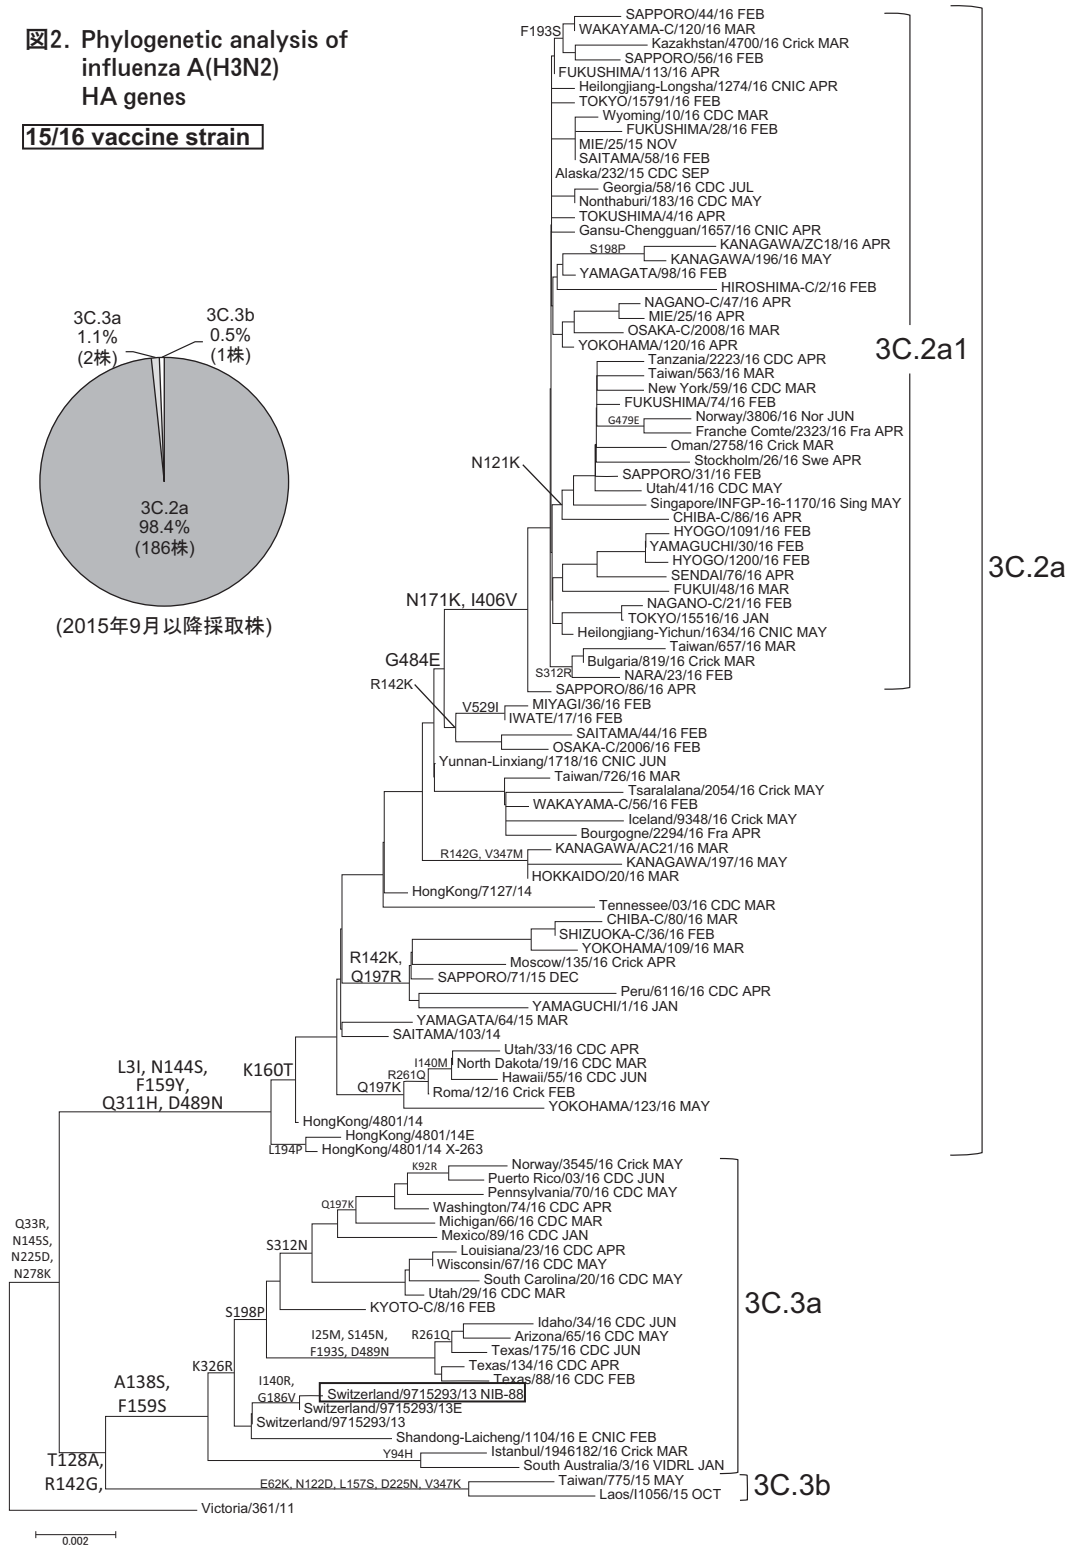 図2. Phylogenetic analysis of
influenza A(H3N2)
HA genes
15/16 vaccine strain
3C.3a
1.1%
(2株)
3C.3b
0.5%
(1株)
3C.2a
98.4%
(186株)
(2015年9月以降採取株)
F193S
SAPPORO/44/16 FEB
WAKAYAMA-C/120/16 MAR
Kazakhstan/4700/16 Crick MAR
SAPPORO/56/16 FEB
FUKUSHIMA/113/16 APR
Heilongjiang-Longsha/1274/16 CNIC APR
TOKYO/15791/16 FEB
Wyoming/10/16 CDC MAR
FUKUSHIMA/28/16 FEB
MIE/25/15 NOV
SAITAMA/58/16 FEB
Alaska/232/15 CDC SEP
Georgia/58/16 CDC JUL
Nonthaburi/183/16 CDC MAY
TOKUSHIMA/4/16 APR
Gansu-Chengguan/1657/16 CNIC APR
S198P
KANAGAWA/ZC18/16 APR
KANAGAWA/196/16 MAY
YAMAGATA/98/16 FEB
HIROSHIMA-C/2/16 FEB
NAGANO-C/47/16 APR
MIE/25/16 APR
OSAKA-C/2008/16 MAR
YOKOHAMA/120/16 APR
3C.2a1
Tanzania/2223/16 CDC APR
Taiwan/563/16 MAR
New York/59/16 CDC MAR
FUKUSHIMA/74/16 FEB
G479E
Norway/3806/16 Nor JUN
Franche Comte/2323/16 Fra APR
Oman/2758/16 Crick MAR
Stockholm/26/16 Swe APR
N121K
SAPPORO/31/16 FEB
Utah/41/16 CDC MAY
Singapore/INFGP-16-1170/16 Sing MAY
CHIBA-C/86/16 APR
HYOGO/1091/16 FEB
YAMAGUCHI/30/16 FEB
HYOGO/1200/16 FEB
3C.2a
SENDAI/76/16 APR
FUKUI/48/16 MAR
N171K, I406V
NAGANO-C/21/16 FEB
TOKYO/15516/16 JAN
Heilongjiang-Yichun/1634/16 CNIC MAY
Taiwan/657/16 MAR
G484E
Bulgaria/819/16 Crick MAR
S312R
NARA/23/16 FEB
R142K
SAPPORO/86/16 APR
V529I
MIYAGI/36/16 FEB
IWATE/17/16 FEB
SAITAMA/44/16 FEB
OSAKA-C/2006/16 FEB
Yunnan-Linxiang/1718/16 CNIC JUN
Taiwan/726/16 MAR
Tsaralalana/2054/16 Crick MAY
WAKAYAMA-C/56/16 FEB
Iceland/9348/16 Crick MAY
Bourgogne/2294/16 Fra APR
R142G, V347M
KANAGAWA/AC21/16 MAR
KANAGAWA/197/16 MAY
HOKKAIDO/20/16 MAR
HongKong/7127/14
Tennessee/03/16 CDC MAR
CHIBA-C/80/16 MAR
SHIZUOKA-C/36/16 FEB
YOKOHAMA/109/16 MAR
R142K,
Q197R
Moscow/135/16 Crick APR
SAPPORO/71/15 DEC
Peru/6116/16 CDC APR
YAMAGUCHI/1/16 JAN
YAMAGATA/64/15 MAR
SAITAMA/103/14
L3I, N144S,
F159Y,
Q311H, D489N
K160T
Utah/33/16 CDC APR
I140M
North Dakota/19/16 CDC MAR
R261Q
Hawaii/55/16 CDC JUN
Q197K
Roma/12/16 Crick FEB
YOKOHAMA/123/16 MAY
HongKong/4801/14
HongKong/4801/14E
L194P
HongKong/4801/14 X-263
K92R
Norway/3545/16 Crick MAY
Puerto Rico/03/16 CDC JUN
Pennsylvania/70/16 CDC MAY
Q197K
Washington/74/16 CDC APR
Michigan/66/16 CDC MAR
Mexico/89/16 CDC JAN
Q33R,
N145S,
N225D,
N278K
S312N
Louisiana/23/16 CDC APR
Wisconsin/67/16 CDC MAY
South Carolina/20/16 CDC MAY
Utah/29/16 CDC MAR
3C.3a
S198P
KYOTO-C/8/16 FEB
I25M, S145N,
F193S, D489N
R261Q
Idaho/34/16 CDC JUN
Arizona/65/16 CDC MAY
Texas/175/16 CDC JUN
Texas/134/16 CDC APR
Texas/88/16 CDC FEB
K326R
A138S,
F159S
I140R,
G186V
Switzerland/9715293/13 NIB-88
Switzerland/9715293/13E
Switzerland/9715293/13
Shandong-Laicheng/1104/16 E CNIC FEB
Y94H
Istanbul/1946182/16 Crick MAR
South Australia/3/16 VIDRL JAN
T128A,
R142G,
E62K, N122D, L157S, D225N, V347K
Taiwan/775/15 MAY
Laos/I1056/15 OCT
3C.3b
Victoria/361/11
0.002